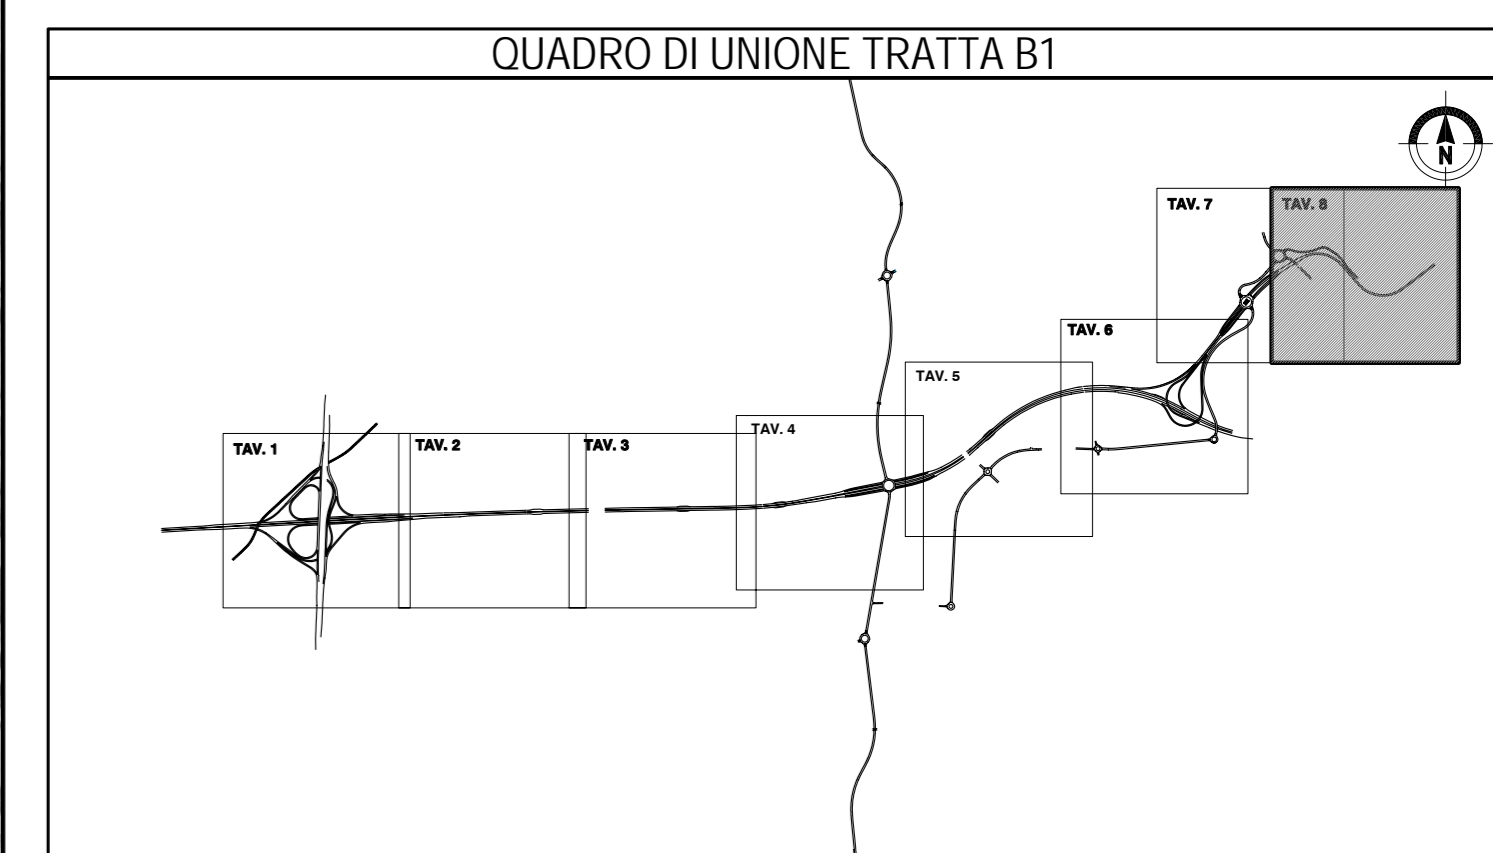 QUADRO DI UNIONE TRATTA B1
N
TAV. 7
TAV. 8
TAV. 6
TAV. 5
TAV. 4
TAV. 1
TAV. 2
TAV. 3